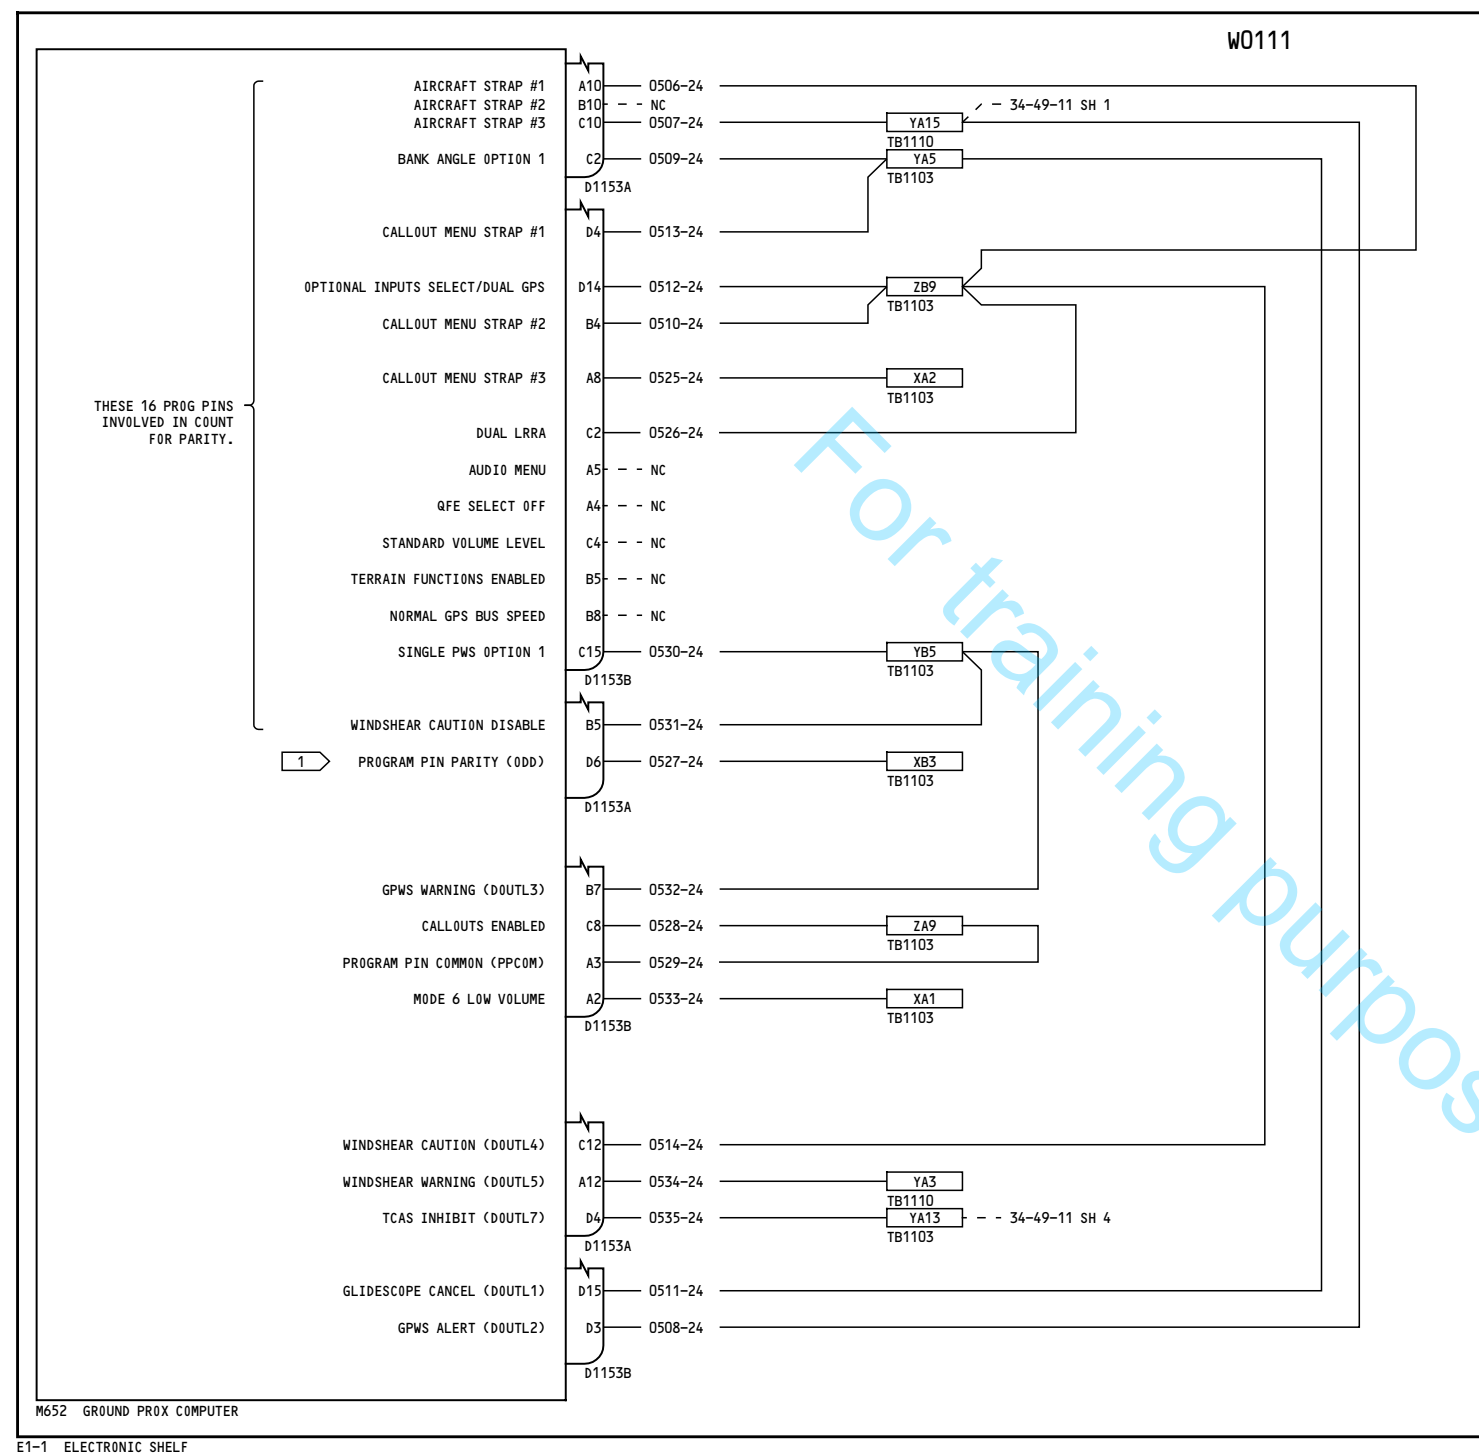 W0111
AIRCRAFT STRAP #1 A10 0506-24
AIRCRAFT STRAP #2 B10 NC 34-49-11 SH 1
AIRCRAFT STRAP #3 C10 0507-24 YA15
TB1110
BANK ANGLE OPTION 1 C2 0509-24 YA5
D1153A TB1103
CALLOUT MENU STRAP #1 D4 0513-24
OPTIONAL INPUTS SELECT/DUAL GPS D14 0512-24 ZB9
TB1103
CALLOUT MENU STRAP #2 B4 0510-24
CALLOUT MENU STRAP #3 A8 0525-24 XA2
TB1103
THESE 16 PROG PINS
INVOLVED IN COUNT
FOR PARITY.
DUAL LRRA C2 0526-24
AUDIO MENU A5 NC
QFE SELECT OFF A4 NC
STANDARD VOLUME LEVEL C4 NC
TERRAIN FUNCTIONS ENABLED B5 NC
NORMAL GPS BUS SPEED B8 NC
SINGLE PWS OPTION 1 C15 0530-24 YB5
TB1103
D1153B
WINDSHEAR CAUTION DISABLE B5 0531-24
1 PROGRAM PIN PARITY (ODD) D6 0527-24 XB3
TB1103
D1153A
GPWS WARNING (DOUTL3) B7 0532-24
CALLOUTS ENABLED C8 0528-24 ZA9
TB1103
PROGRAM PIN COMMON (PPCOM) A3 0529-24
MODE 6 LOW VOLUME A2 0533-24 XA1
TB1103
D1153B
WINDSHEAR CAUTION (DOUTL4) C12 0514-24
WINDSHEAR WARNING (DOUTL5) A12 0534-24 YA3
TB1110
TCAS INHIBIT (DOUTL7) D4 0535-24 YA13 34-49-11 SH 4
TB1103
D1153A
GLIDESCOPE CANCEL (DOUTL1) D15 0511-24
GPWS ALERT (DOUTL2) D3 0508-24
D1153B
M652 GROUND PROX COMPUTER
E1-1 ELECTRONIC SHELF
For training purpos